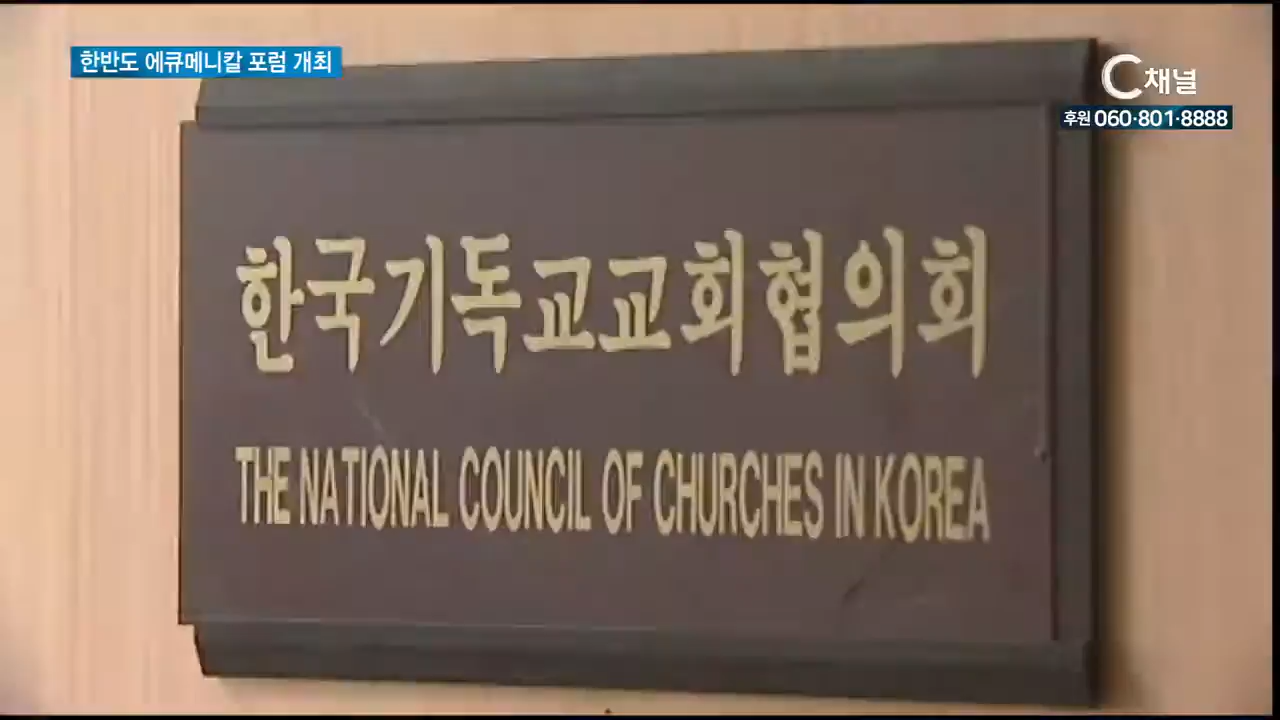 한반도 에큐메니칼 포럼 개최
C채널
후원 060·801·8888
한국기독교교회협의회
THE NATIONAL COUNCIL OF CHURCHES IN KOREA